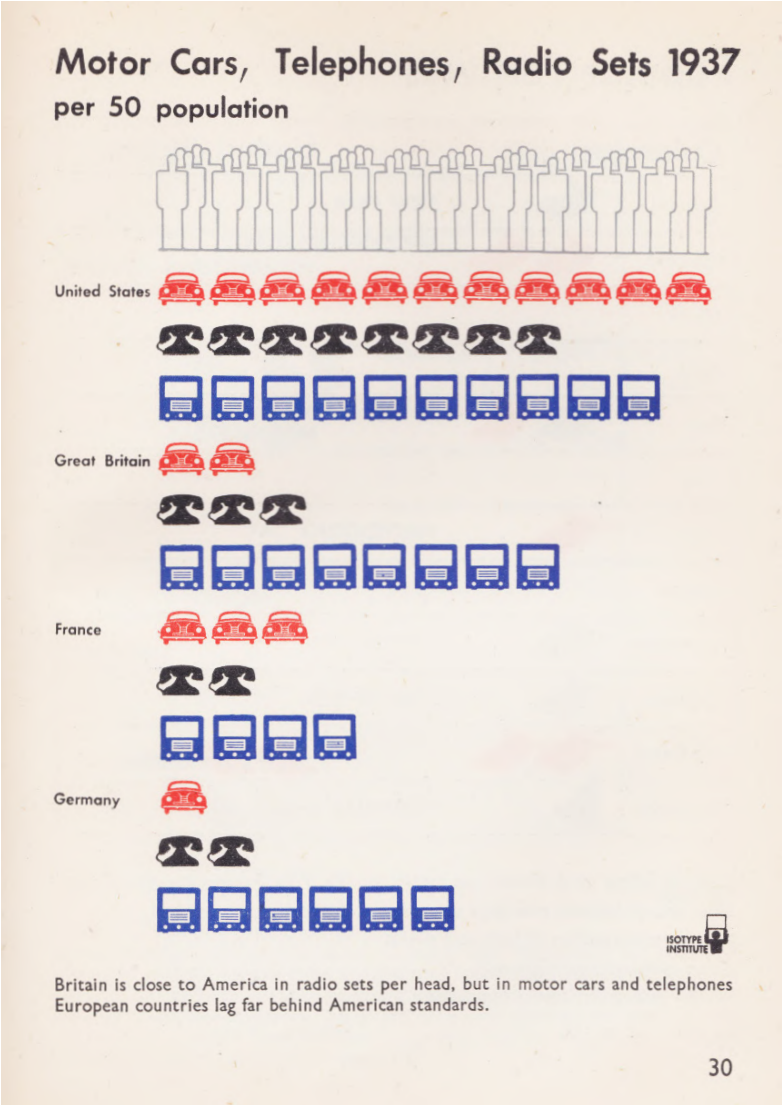 Motor Cars, Telephones, Radio Sets 1937
per 50 population
United States
Great Britain
France
Germany
ISOTYPE
INSTITUTE
Britain is close to America in radio sets per head, but in motor cars and telephones
European countries lag far behind American standards.
30